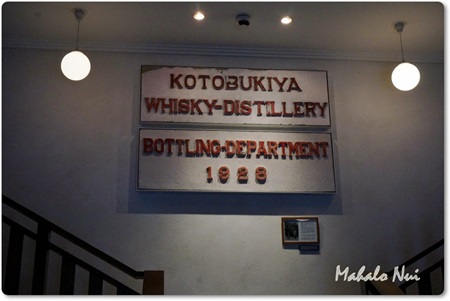 KOTOBUKIYA
WHISKY-DISTILLERY
BOTTLING-DEPARTMENT
1928
Mahalo Nui